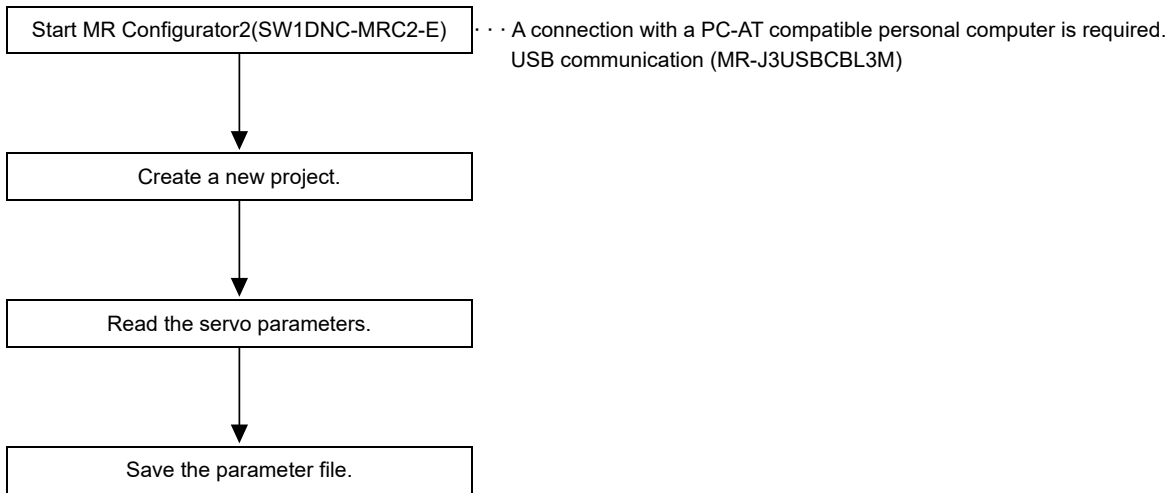 Start MR Configurator2(SW1DNC-MRC2-E)
· · · A connection with a PC-AT compatible personal computer is required.
USB communication (MR-J3USBCBL3M)
Create a new project.
Read the servo parameters.
Save the parameter file.